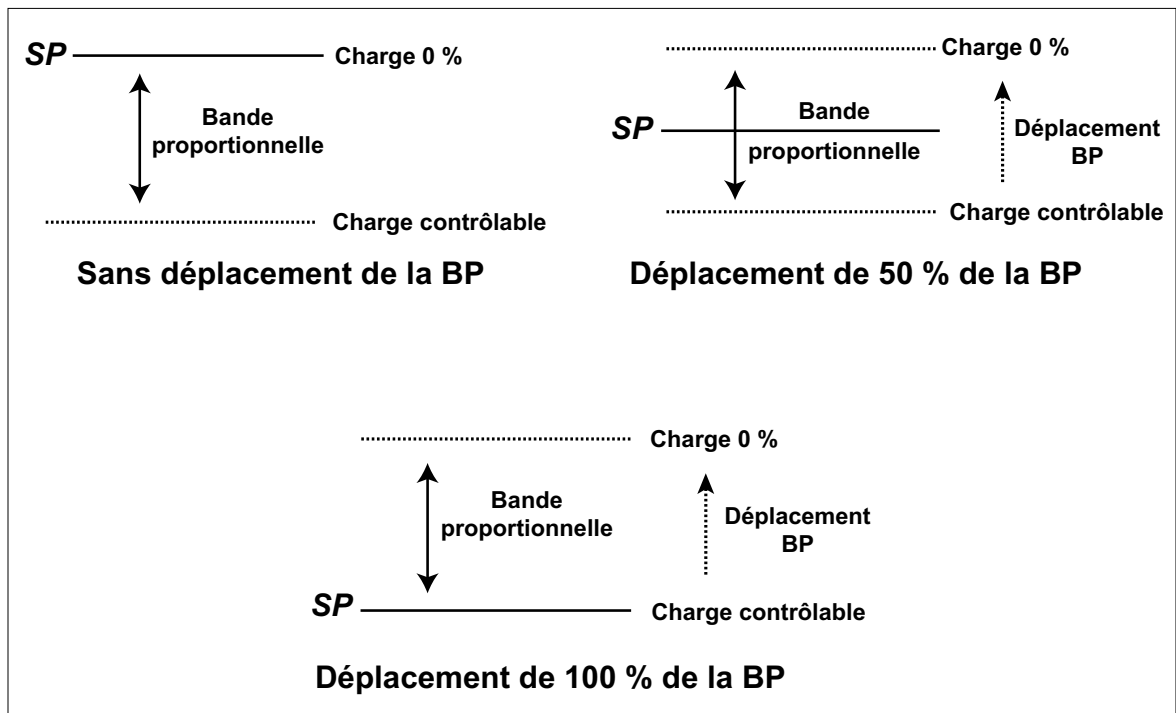 SP
Charge 0 %
Bande
proportionnelle
Charge contrôlable
Sans déplacement de la BP
Charge 0 %
SP
Bande
proportionnelle
Déplacement
BP
Charge contrôlable
Déplacement de 50 % de la BP
Charge 0 %
Bande
proportionnelle
Déplacement
BP
SP
Charge contrôlable
Déplacement de 100 % de la BP